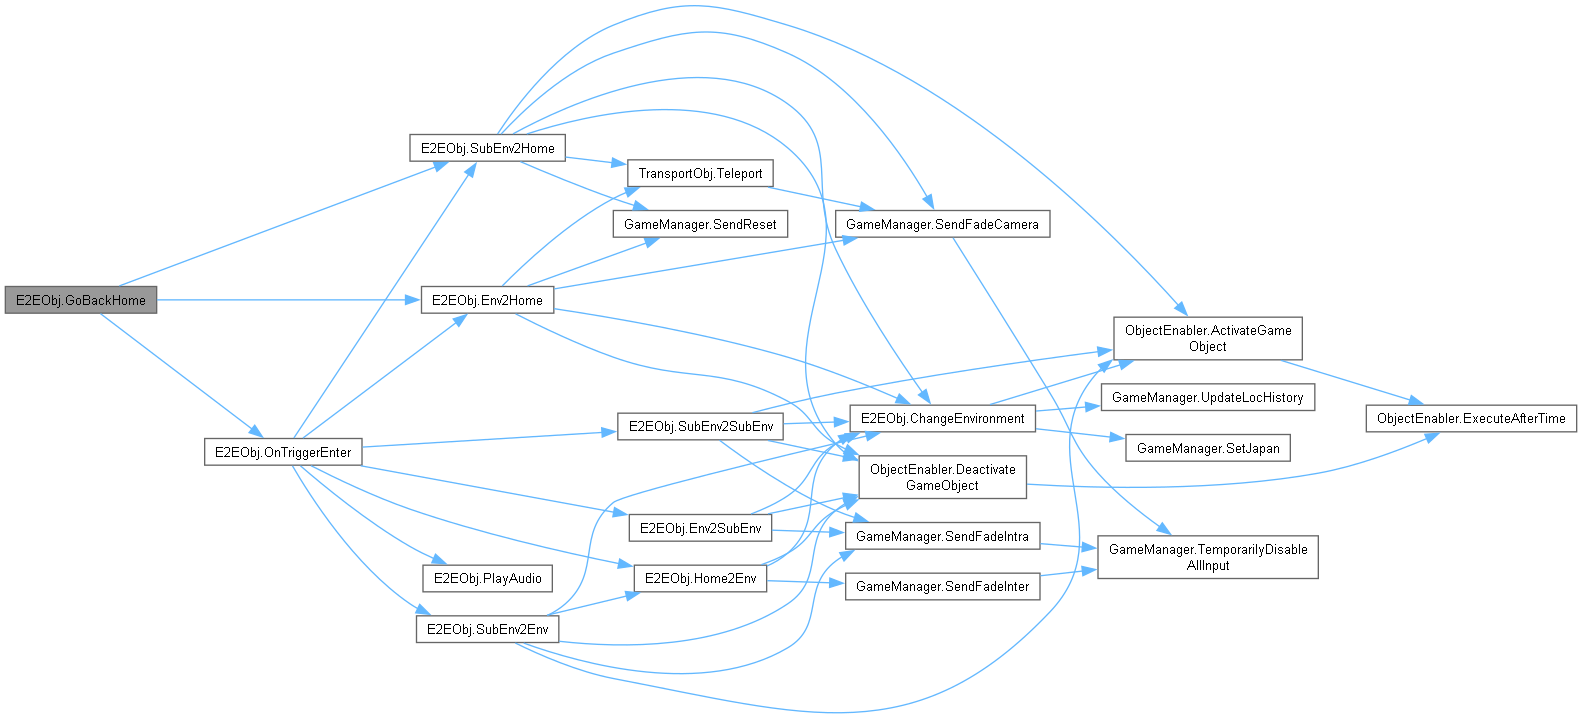 E2EObj.GoBackHome
E2EObj.SubEnv2Home
E2EObj.Env2Home
E2EObj.OnTriggerEnter
E2EObj.PlayAudio
E2EObj.SubEnv2Env
TransportObj.Teleport
GameManager.SendReset
E2EObj.SubEnv2SubEnv
E2EObj.Env2SubEnv
E2EObj.Home2Env
GameManager.SendFadeCamera
E2EObj.ChangeEnvironment
ObjectEnabler.Deactivate
GameObject
GameManager.SendFadeIntra
GameManager.SendFadeInter
ObjectEnabler.ActivateGame
Object
GameManager.UpdateLocHistory
GameManager.SetJapan
GameManager.TemporarilyDisable
AllInput
ObjectEnabler.ExecuteAfterTime